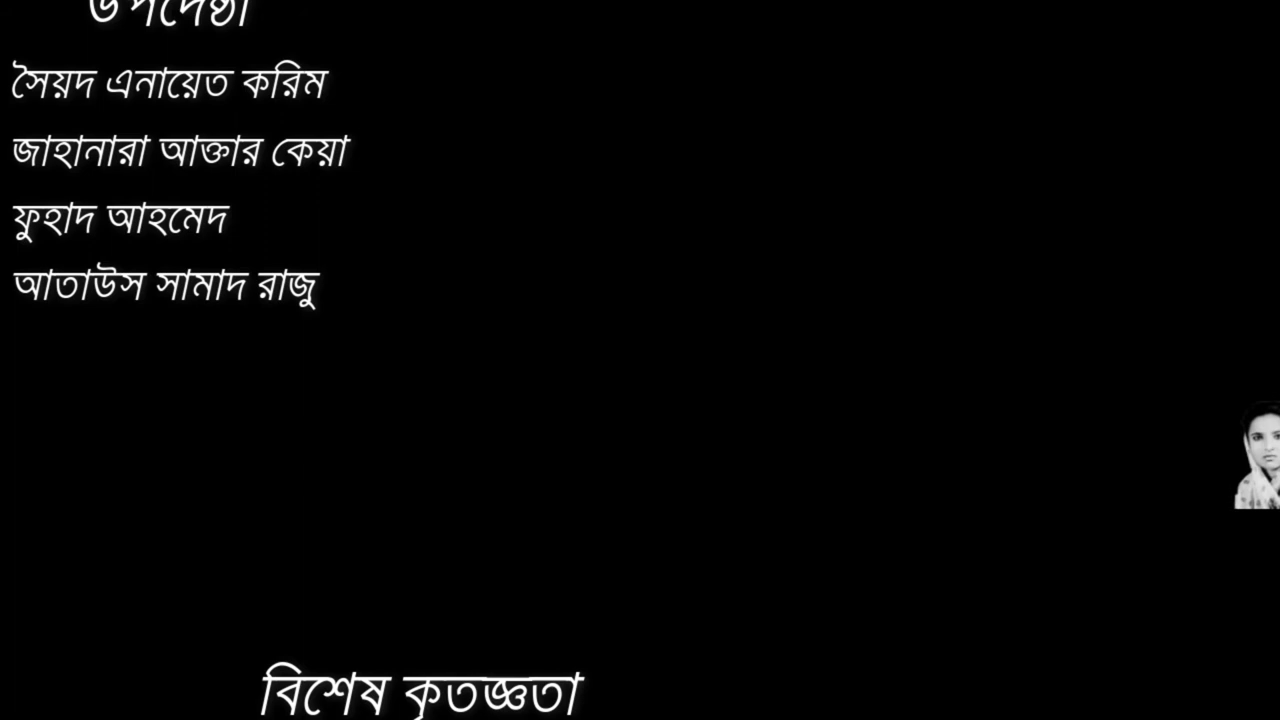 উপদেষ্ঠা
সৈয়দ এনায়েত করিম
জাহানারা আক্তার কেয়া
ফুহাদ আহমেদ
আতাউস সামাদ রাজু
বিশেষ কৃতজ্ঞতা